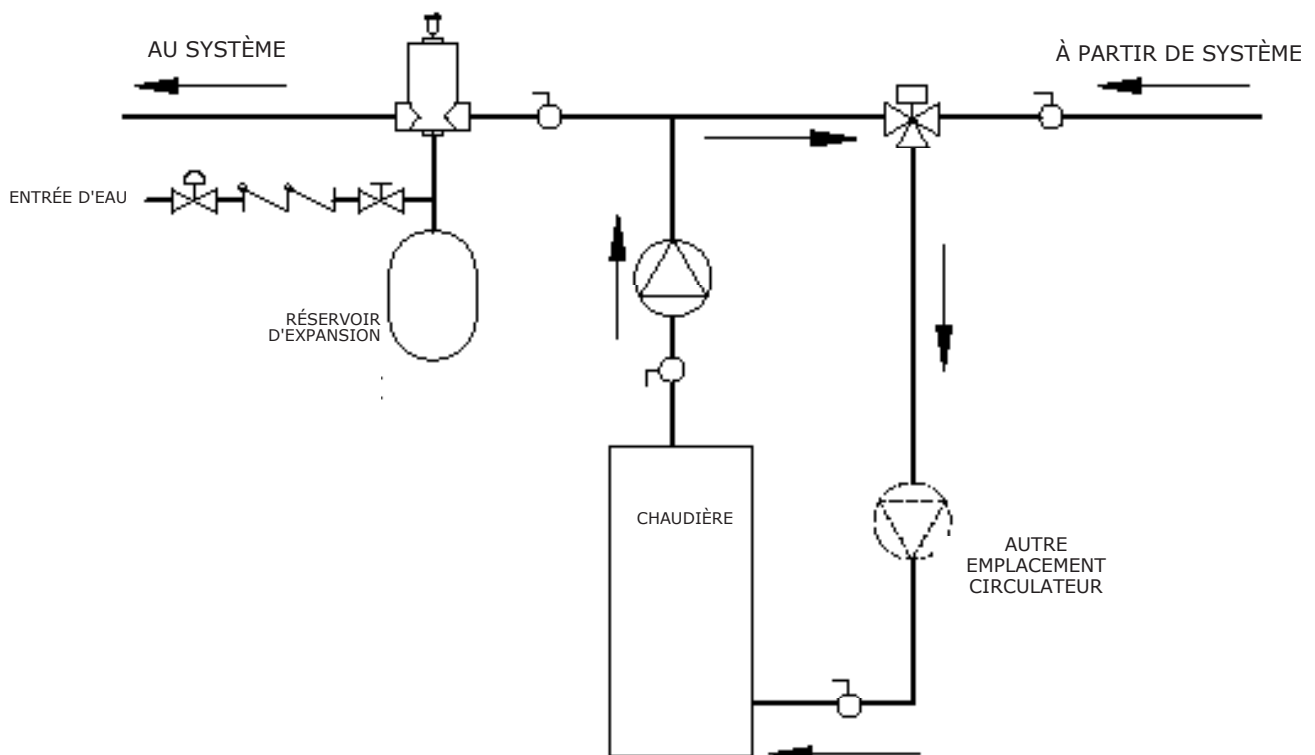 AU SYSTÈME
À PARTIR DE SYSTÈME
ENTRÉE D'EAU
RÉSERVOIR
D'EXPANSION
CHAUDIÈRE
AUTRE
EMPLACEMENT
CIRCULATEUR